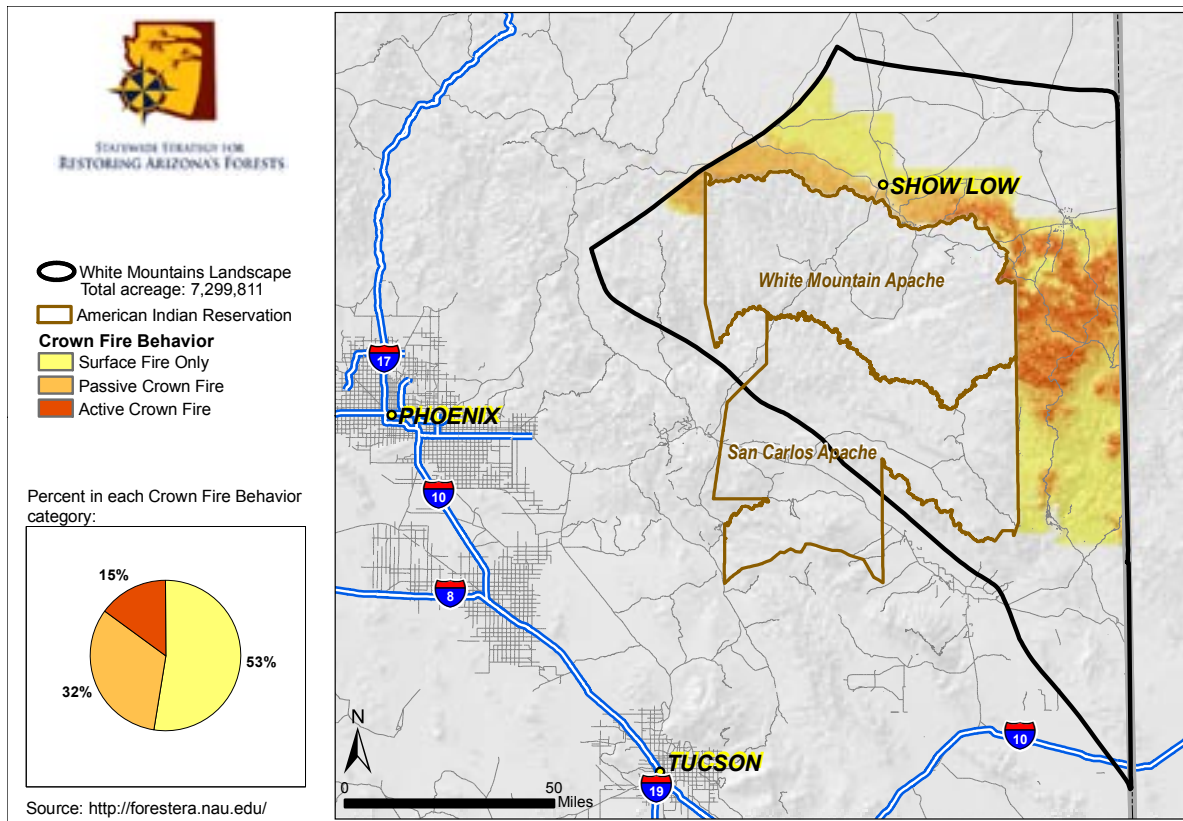 STATEWIDE STRATEGY FOR
RESTORING ARIZONA'S FORESTS
White Mountains Landscape
Total acreage: 7,299,811
American Indian Reservation
Crown Fire Behavior
Surface Fire Only
Passive Crown Fire
Active Crown Fire
Percent in each Crown Fire Behavior
category:
15%
53%
32%
Source: http://forestera.nau.edu/
SHOW LOW
White Mountain Apache
17
PHOENIX
San Carlos Apache
10
8
10
N
TUCSON
0
50
Miles
19